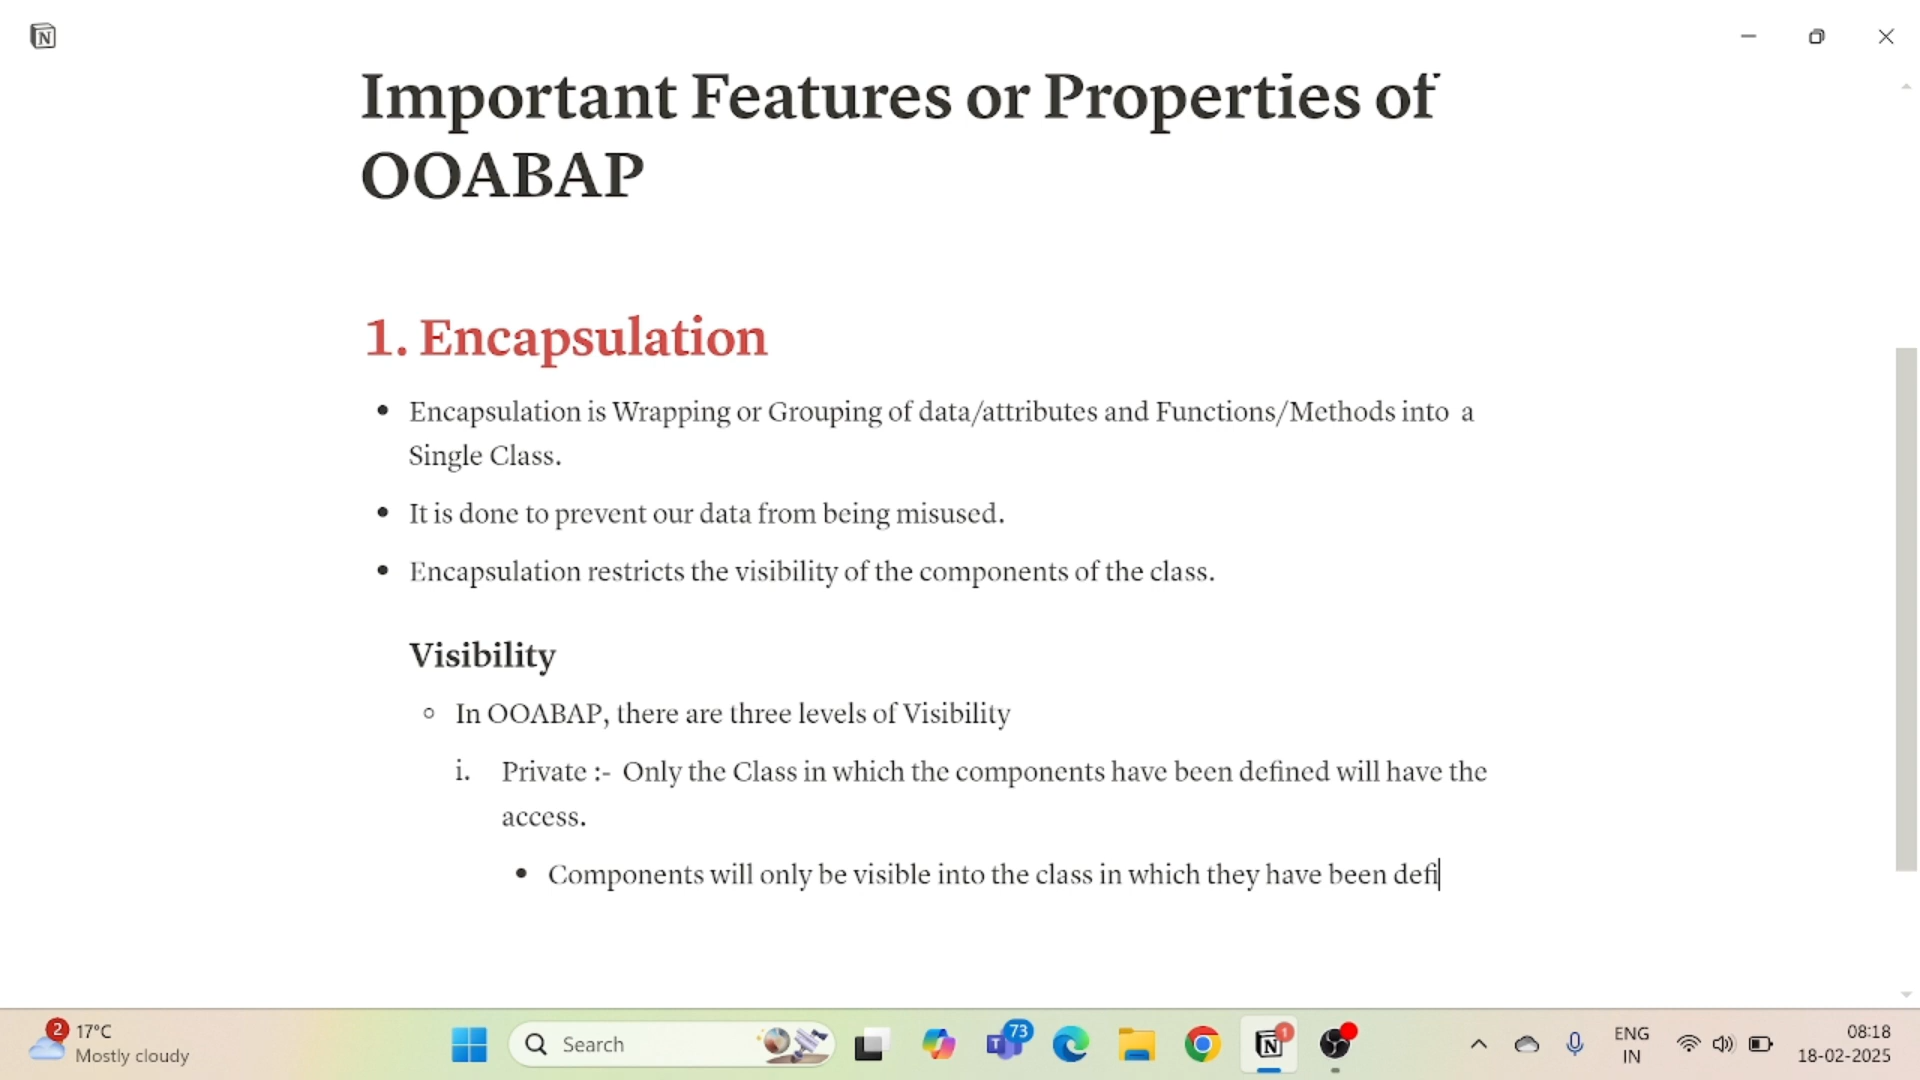 Important Features or Properties of
OOABAP
1. Encapsulation
• Encapsulation is Wrapping or Grouping of data/attributes and Functions/Methods into a
Single Class.
• It is done to prevent our data from being misused.
• Encapsulation restricts the visibility of the components of the class.
Visibility
○ In OOABAP, there are three levels of Visibility
i. Private :- Only the Class in which the components have been defined will have the
access.
• Components will only be visible into the class in which they have been defi
2
17°C
Mostly cloudy
Search
73
1
ENG
IN
08:18
18-02-2025